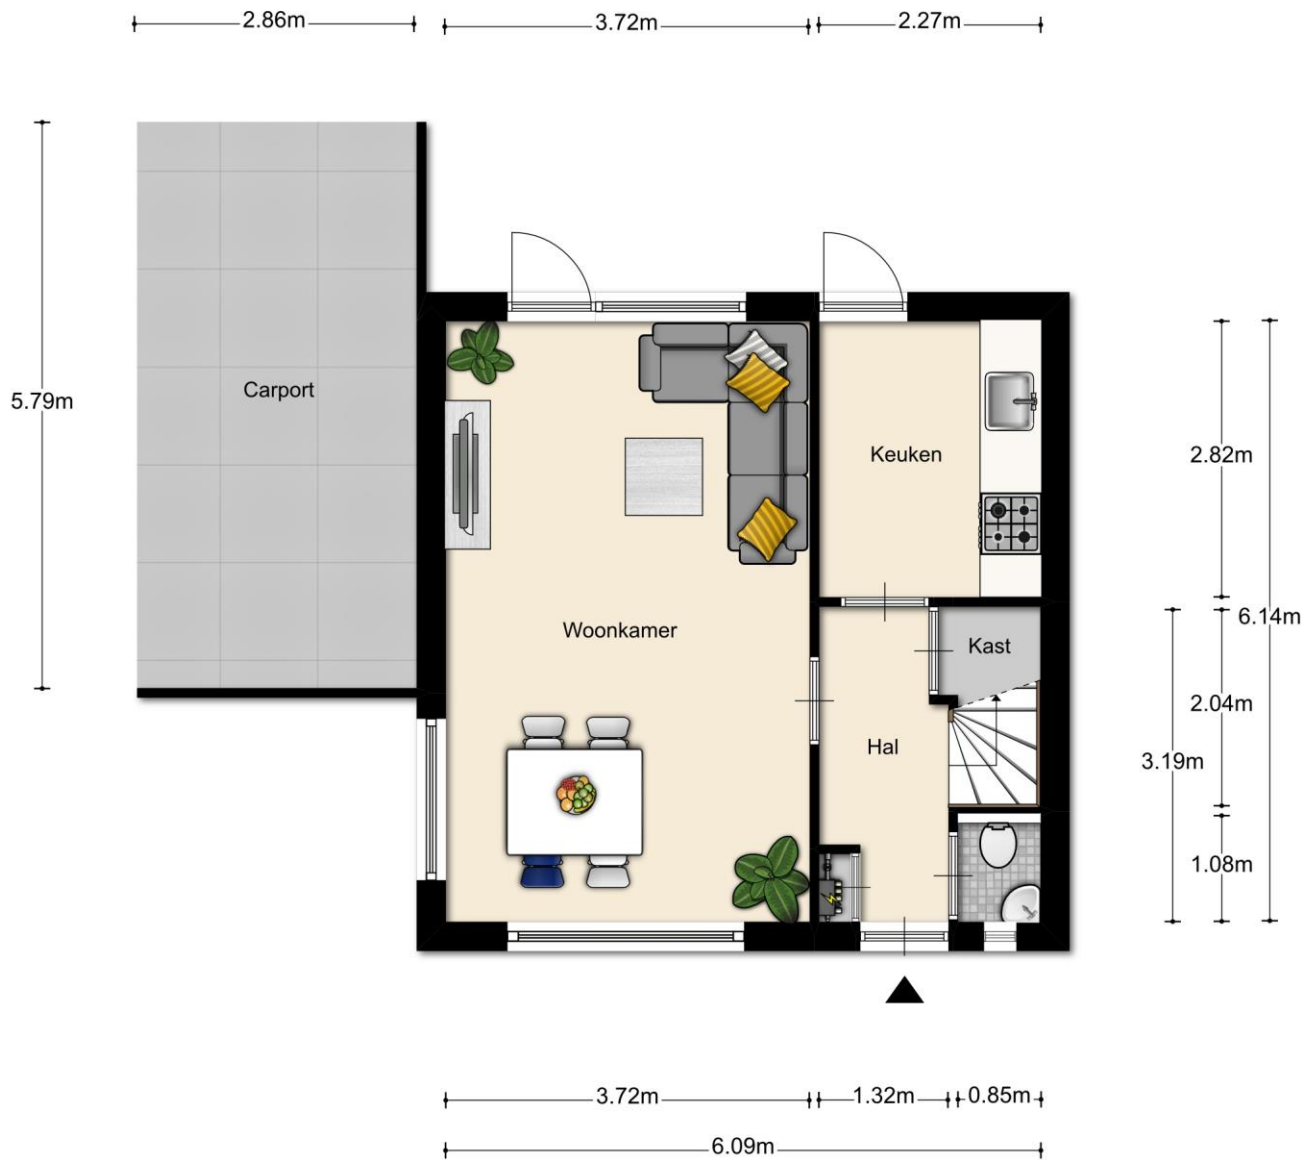 2.86m
3.72m
2.27m
Carport
5.79m
Keuken
2.82m
6.14m
Woonkamer
Kast
2.04m
Hal
3.19m
1.08m
3.72m
1.32m
0.85m
6.09m